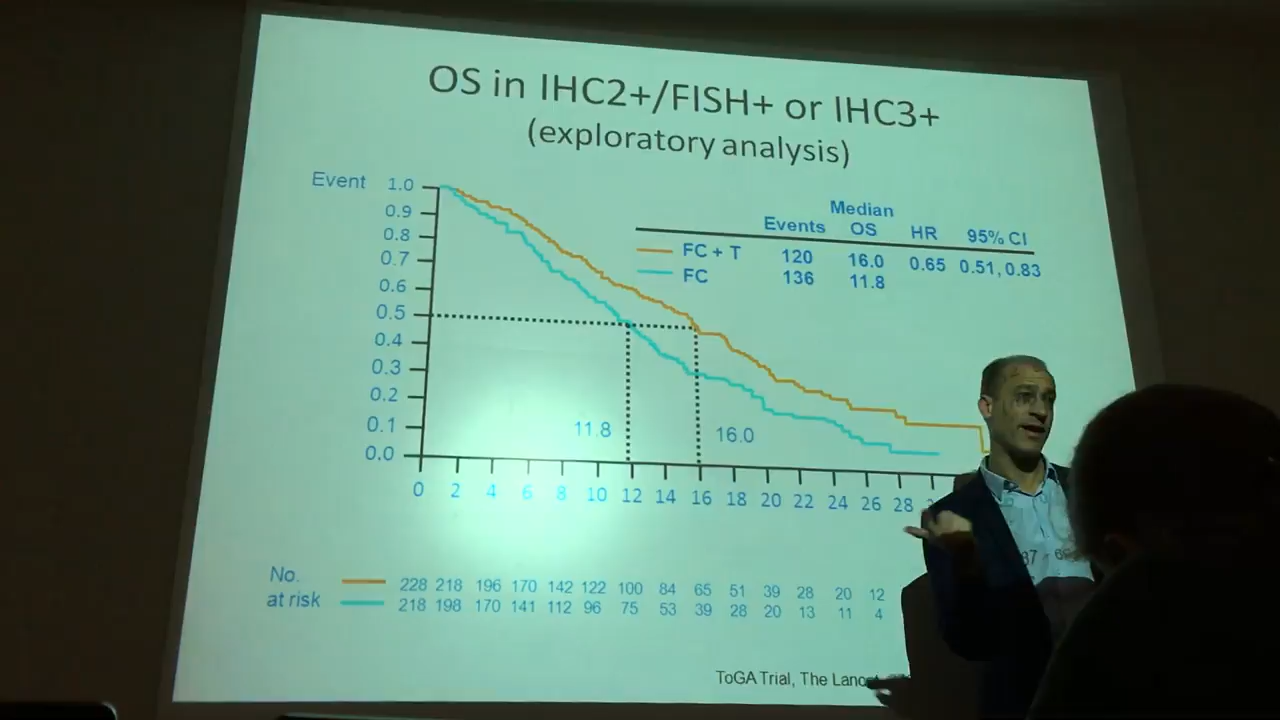 OS in IHC2+/FISH+ or IHC3+
(exploratory analysis)
Event 1.0
0.9
0.8
0.7
0.6
0.5
0.4
0.3
0.2
0.1
0.0
Median
Events OS HR 95% CI
FC + T 120 16.0 0.65 0.51, 0.83
FC 136 11.8
11.8 16.0
0 2 4 6 8 10 12 14 16 18 20 22 24 26 28
No.
at risk
228 218 196 170 142 122 100 84 65 51 39 28 20 12
218 198 170 141 112 96 75 53 39 28 20 13 11 4
ToGA Trial, The